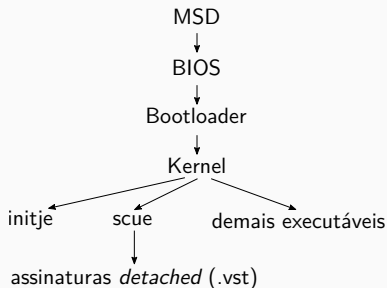 MSD
BIOS
Bootloader
Kernel
initje scue demais executáveis
assinaturas detached (.vst)